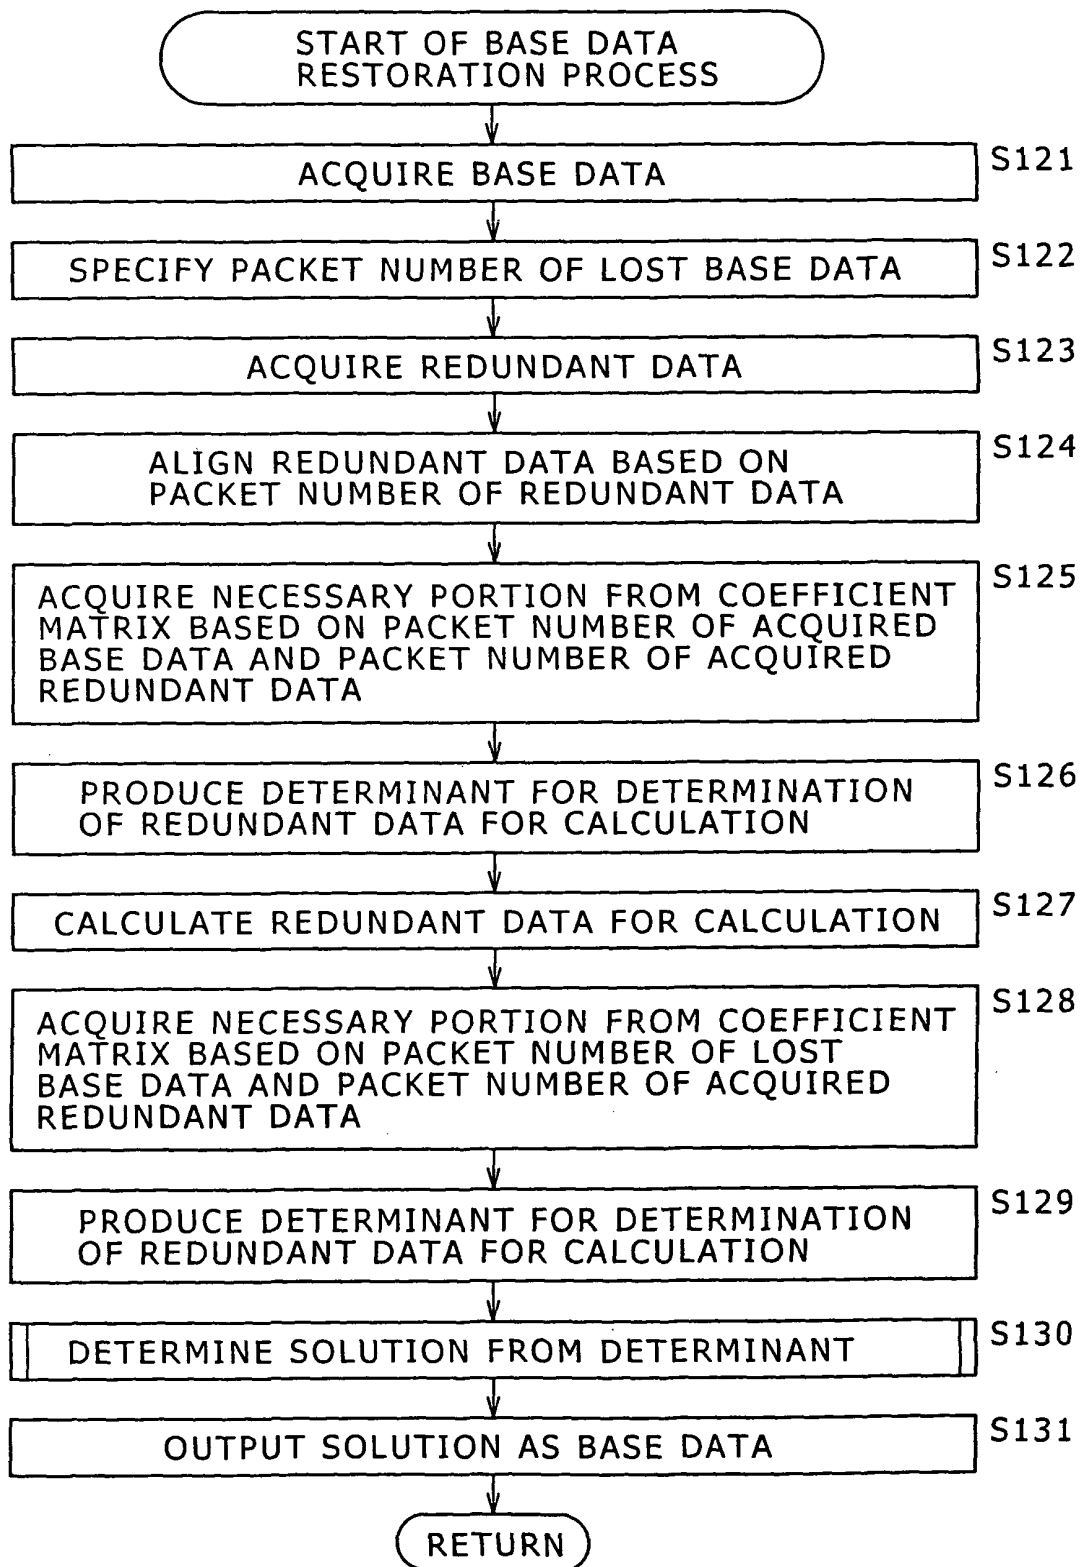 START OF BASE DATA
RESTORATION PROCESS
ACQUIRE BASE DATA
S121
SPECIFY PACKET NUMBER OF LOST BASE DATA
S122
ACQUIRE REDUNDANT DATA
S123
ALIGN REDUNDANT DATA BASED ON
PACKET NUMBER OF REDUNDANT DATA
S124
ACQUIRE NECESSARY PORTION FROM COEFFICIENT
MATRIX BASED ON PACKET NUMBER OF ACQUIRED
BASE DATA AND PACKET NUMBER OF ACQUIRED
REDUNDANT DATA
S125
PRODUCE DETERMINANT FOR DETERMINATION
OF REDUNDANT DATA FOR CALCULATION
S126
CALCULATE REDUNDANT DATA FOR CALCULATION
S127
ACQUIRE NECESSARY PORTION FROM COEFFICIENT
MATRIX BASED ON PACKET NUMBER OF LOST
BASE DATA AND PACKET NUMBER OF ACQUIRED
REDUNDANT DATA
S128
PRODUCE DETERMINANT FOR DETERMINATION
OF REDUNDANT DATA FOR CALCULATION
S129
DETERMINE SOLUTION FROM DETERMINANT
S130
OUTPUT SOLUTION AS BASE DATA
S131
RETURN